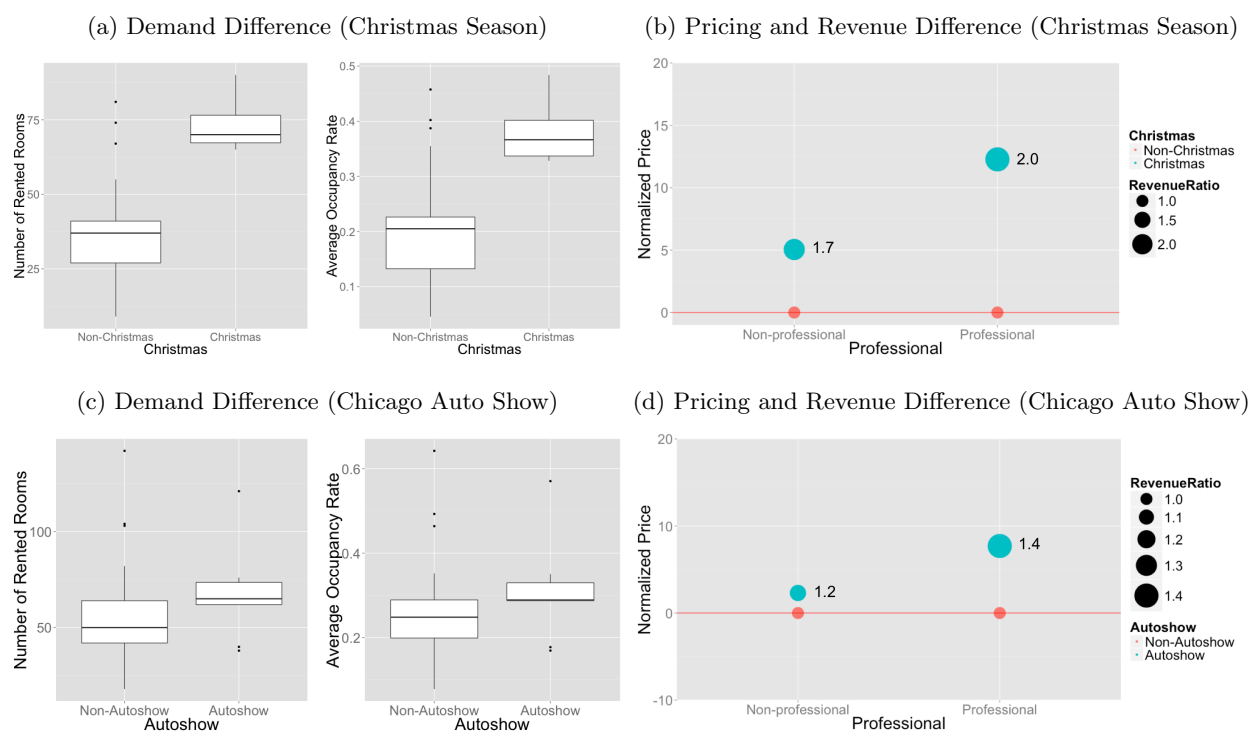 (a) Demand Difference (Christmas Season)
Number of Rented Rooms
75
50
25
Non-Christmas Christmas
Christmas
Average Occupancy Rate
0.5
0.4
0.3
0.2
0.1
Non-Christmas Christmas
Christmas
(b) Pricing and Revenue Difference (Christmas Season)
Normalized Price
20
15
10
5
0
1.7
2.0
Non-professional Professional
Professional
Christmas
Non-Christmas
Christmas
RevenueRatio
1.0
1.5
2.0
(c) Demand Difference (Chicago Auto Show)
Number of Rented Rooms
100
50
Non-Autoshow Autoshow
Autoshow
Average Occupancy Rate
0.6
0.4
0.2
Non-Autoshow Autoshow
Autoshow
(d) Pricing and Revenue Difference (Chicago Auto Show)
Normalized Price
20
10
0
-10
1.2
1.4
Non-professional Professional
Professional
RevenueRatio
1.0
1.1
1.2
1.3
1.4
Autoshow
Non-Autoshow
Autoshow